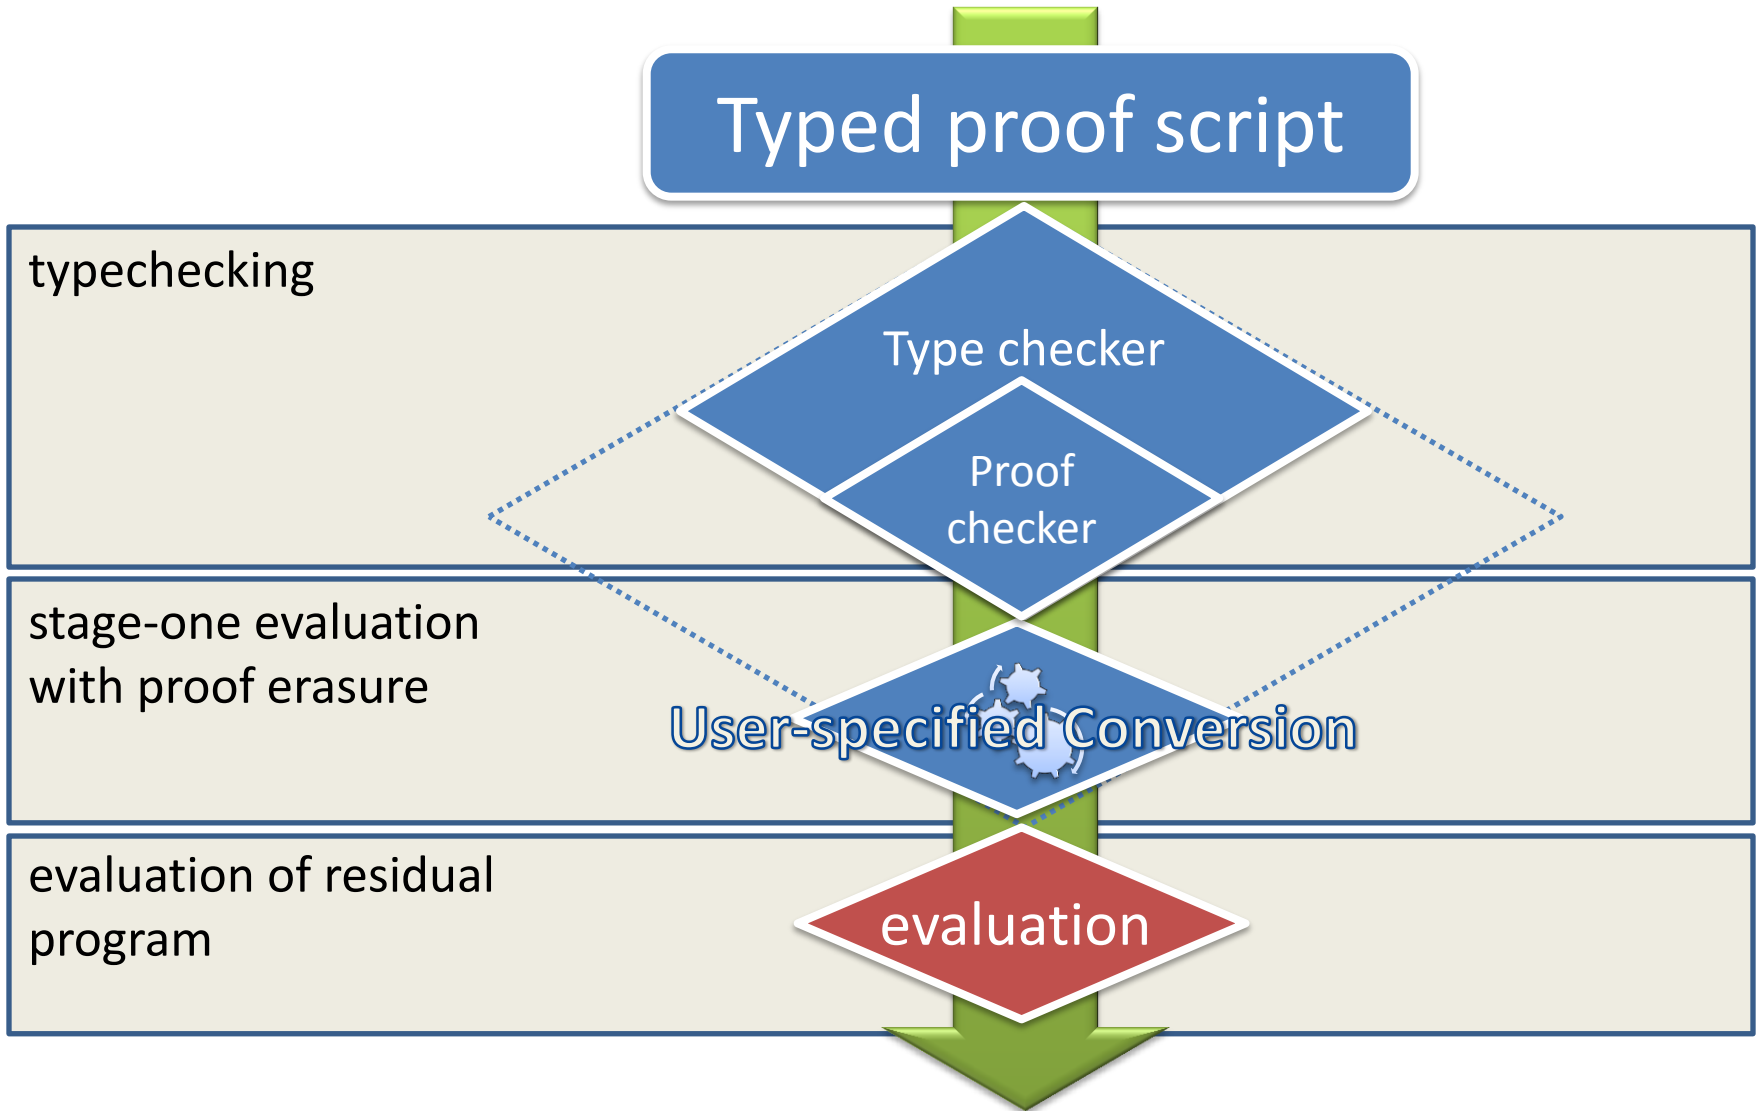 Typed proof script
typechecking
Type checker
Proof
checker
stage-one evaluation
with proof erasure
User-specified Conversion
evaluation of residual
program
evaluation